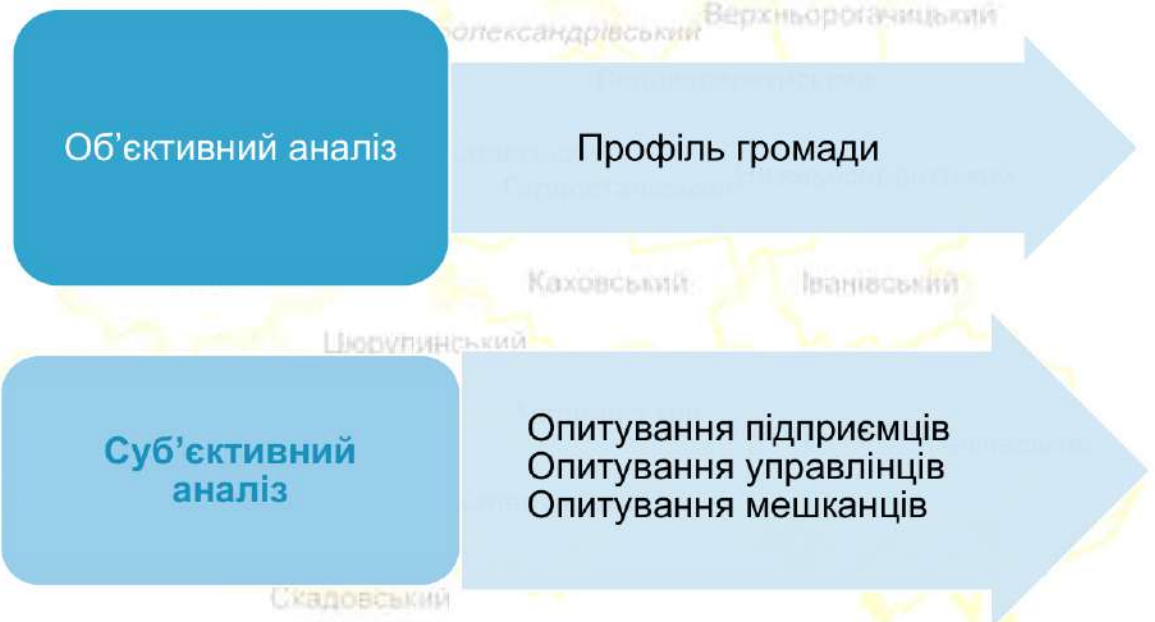 Верхньорогачицький
Об’єктивний аналіз
Профіль громади
Каховський
Іванівський
Цюрупинський
Суб’єктивний
аналіз
Опитування підприємців
Опитування управлінців
Опитування мешканців
Скадовський